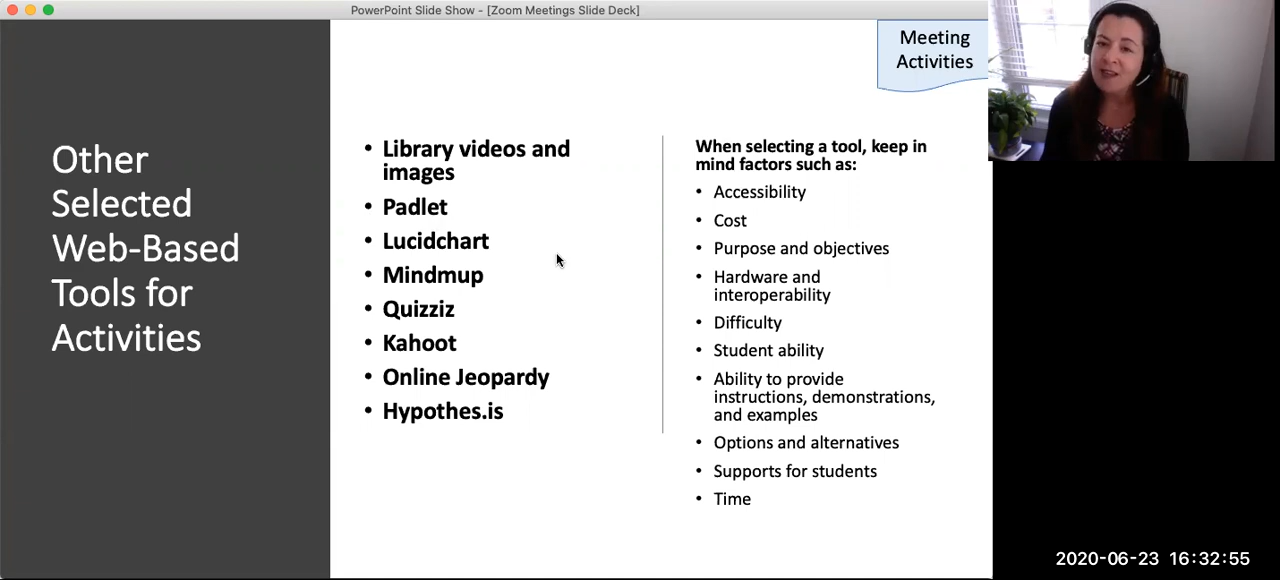 PowerPoint Slide Show - [Zoom Meetings Slide Deck]
Meeting
Activities
Other
Selected
Web-Based
Tools for
Activities
• Library videos and
images
• Padlet
• Lucidchart
• Mindmup
• Quizziz
• Kahoot
• Online Jeopardy
• Hypothes.is
When selecting a tool, keep in
mind factors such as:
• Accessibility
• Cost
• Purpose and objectives
• Hardware and
interoperability
• Difficulty
• Student ability
• Ability to provide
instructions, demonstrations,
and examples
• Options and alternatives
• Supports for students
• Time
2020-06-23 16:32:55